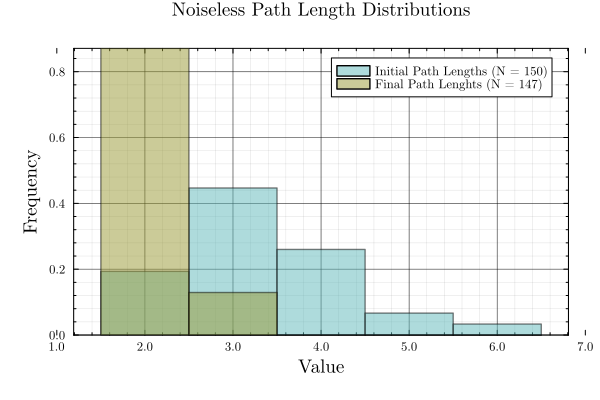 Noiseless Path Length Distributions
Initial Path Lengths (N = 150)
Final Path Lenghts (N = 147)
Frequency
0.8
0.6
0.4
0.2
0.0
1.0 2.0 3.0 4.0 5.0 6.0 7.0
Value